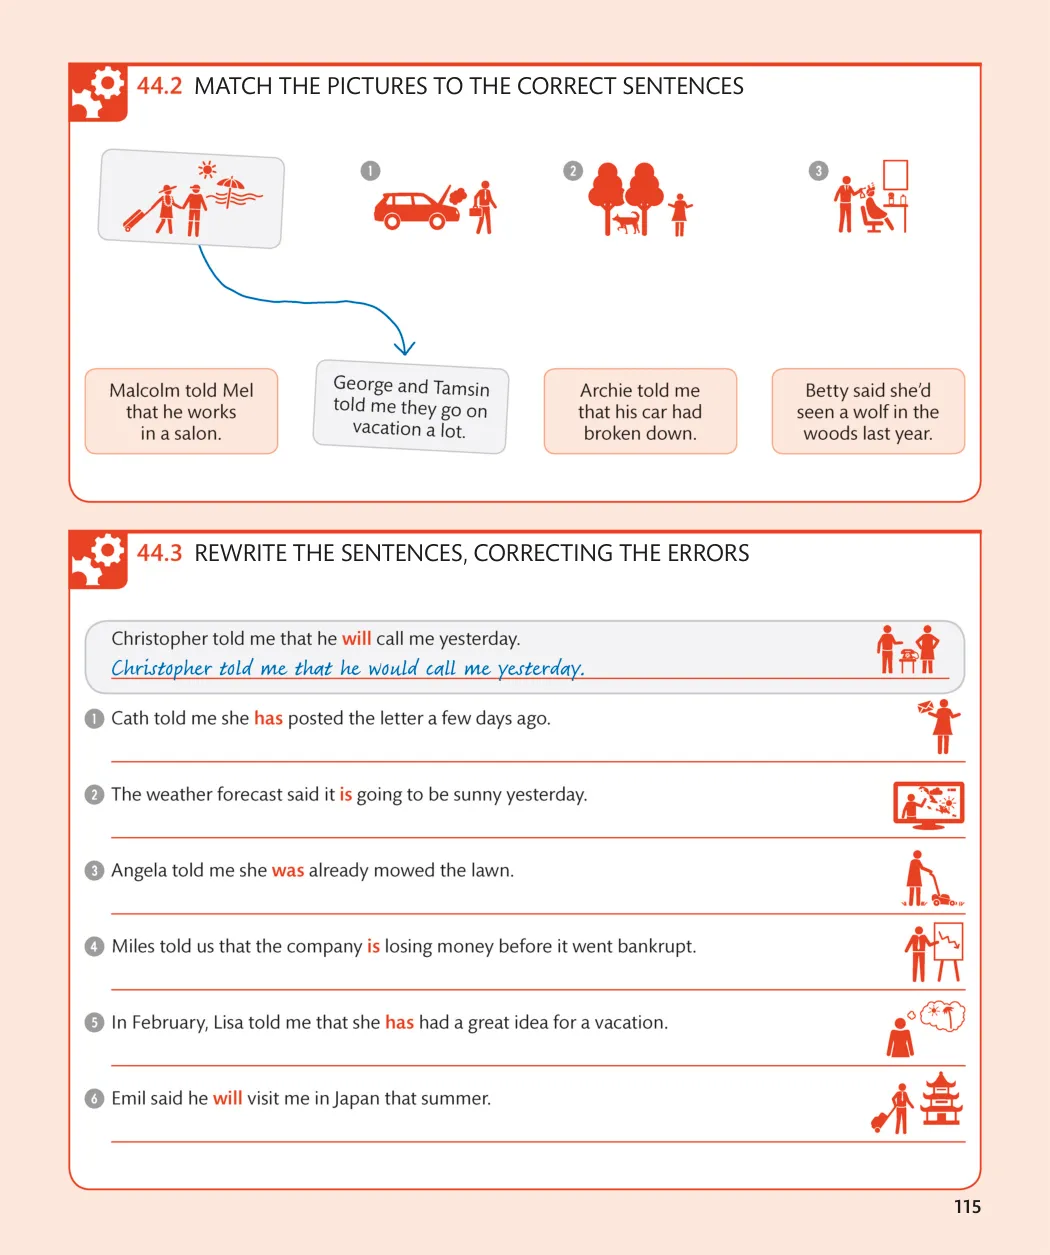 44.2 MATCH THE PICTURES TO THE CORRECT SENTENCES
1
2
3
Malcolm told Mel
that he works
in a salon.
George and Tamsin
told me they go on
vacation a lot.
Archie told me
that his car had
broken down.
Betty said she’d
seen a wolf in the
woods last year.
44.3 REWRITE THE SENTENCES, CORRECTING THE ERRORS
Christopher told me that he will call me yesterday.
Christopher told me that he would call me yesterday.
1 Cath told me she has posted the letter a few days ago.
2 The weather forecast said it is going to be sunny yesterday.
3 Angela told me she was already mowed the lawn.
4 Miles told us that the company is losing money before it went bankrupt.
5 In February, Lisa told me that she has had a great idea for a vacation.
6 Emil said he will visit me in Japan that summer.
115